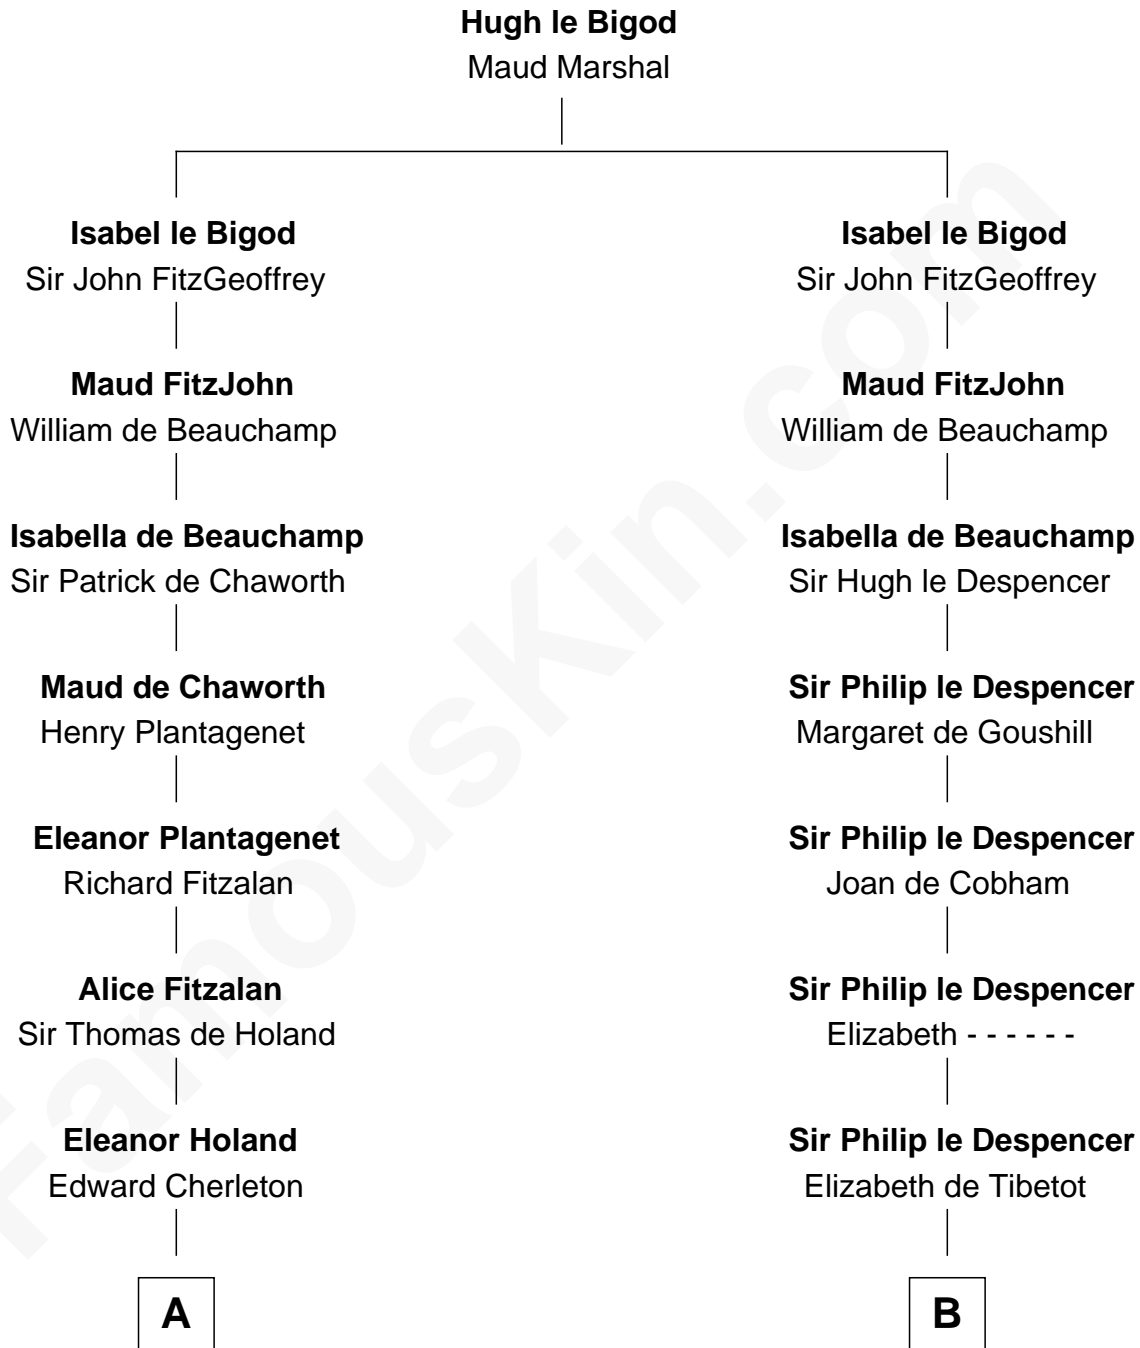 Hugh le Bigod
Maud Marshal
Isabel le Bigod
Sir John FitzGeoffrey
Maud FitzJohn
William de Beauchamp
Isabella de Beauchamp
Sir Patrick de Chaworth
Maud de Chaworth
Henry Plantagenet
Eleanor Plantagenet
Richard Fitzalan
Alice Fitzalan
Sir Thomas de Holand
Eleanor Holand
Edward Cherleton
A
Isabel le Bigod
Sir John FitzGeoffrey
Maud FitzJohn
William de Beauchamp
Isabella de Beauchamp
Sir Hugh le Despencer
Sir Philip le Despencer
Margaret de Goushill
Sir Philip le Despencer
Joan de Cobham
Sir Philip le Despencer
Elizabeth - - - - - -
Sir Philip le Despencer
Elizabeth de Tibetot
B
FamousKin.com